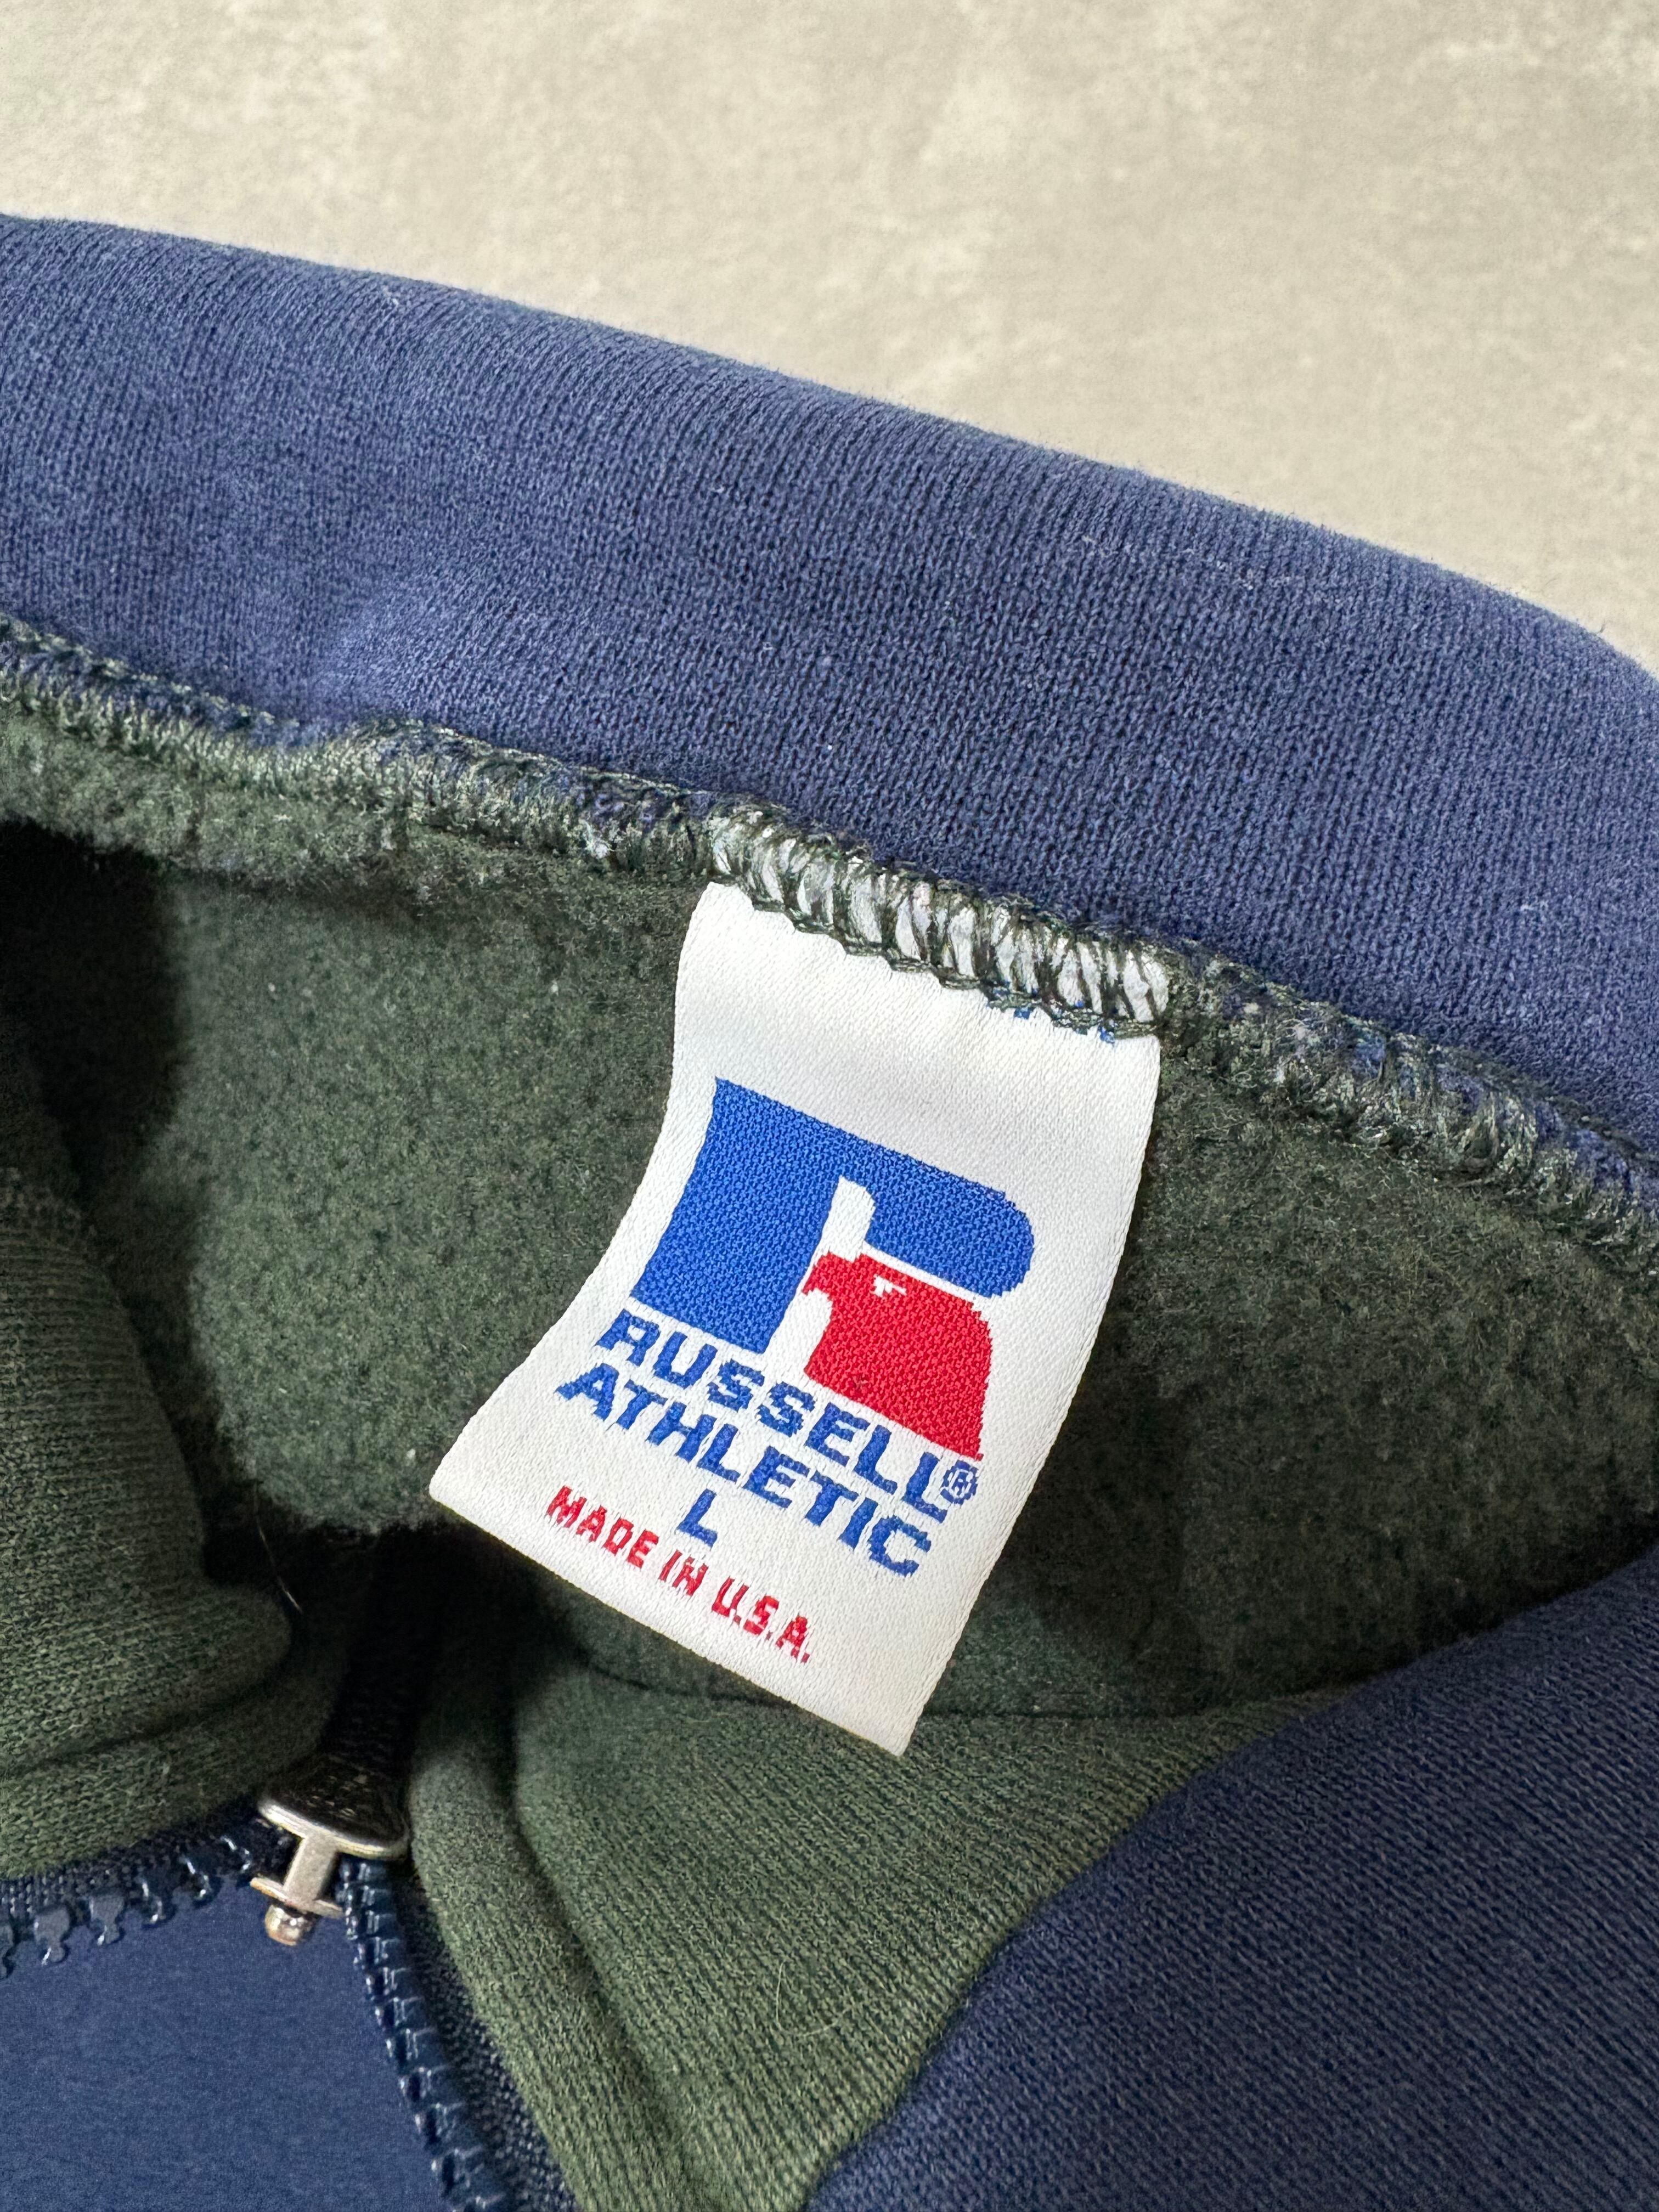 RUSSELL®
ATHLETIC
L
MADE IN U.S.A.